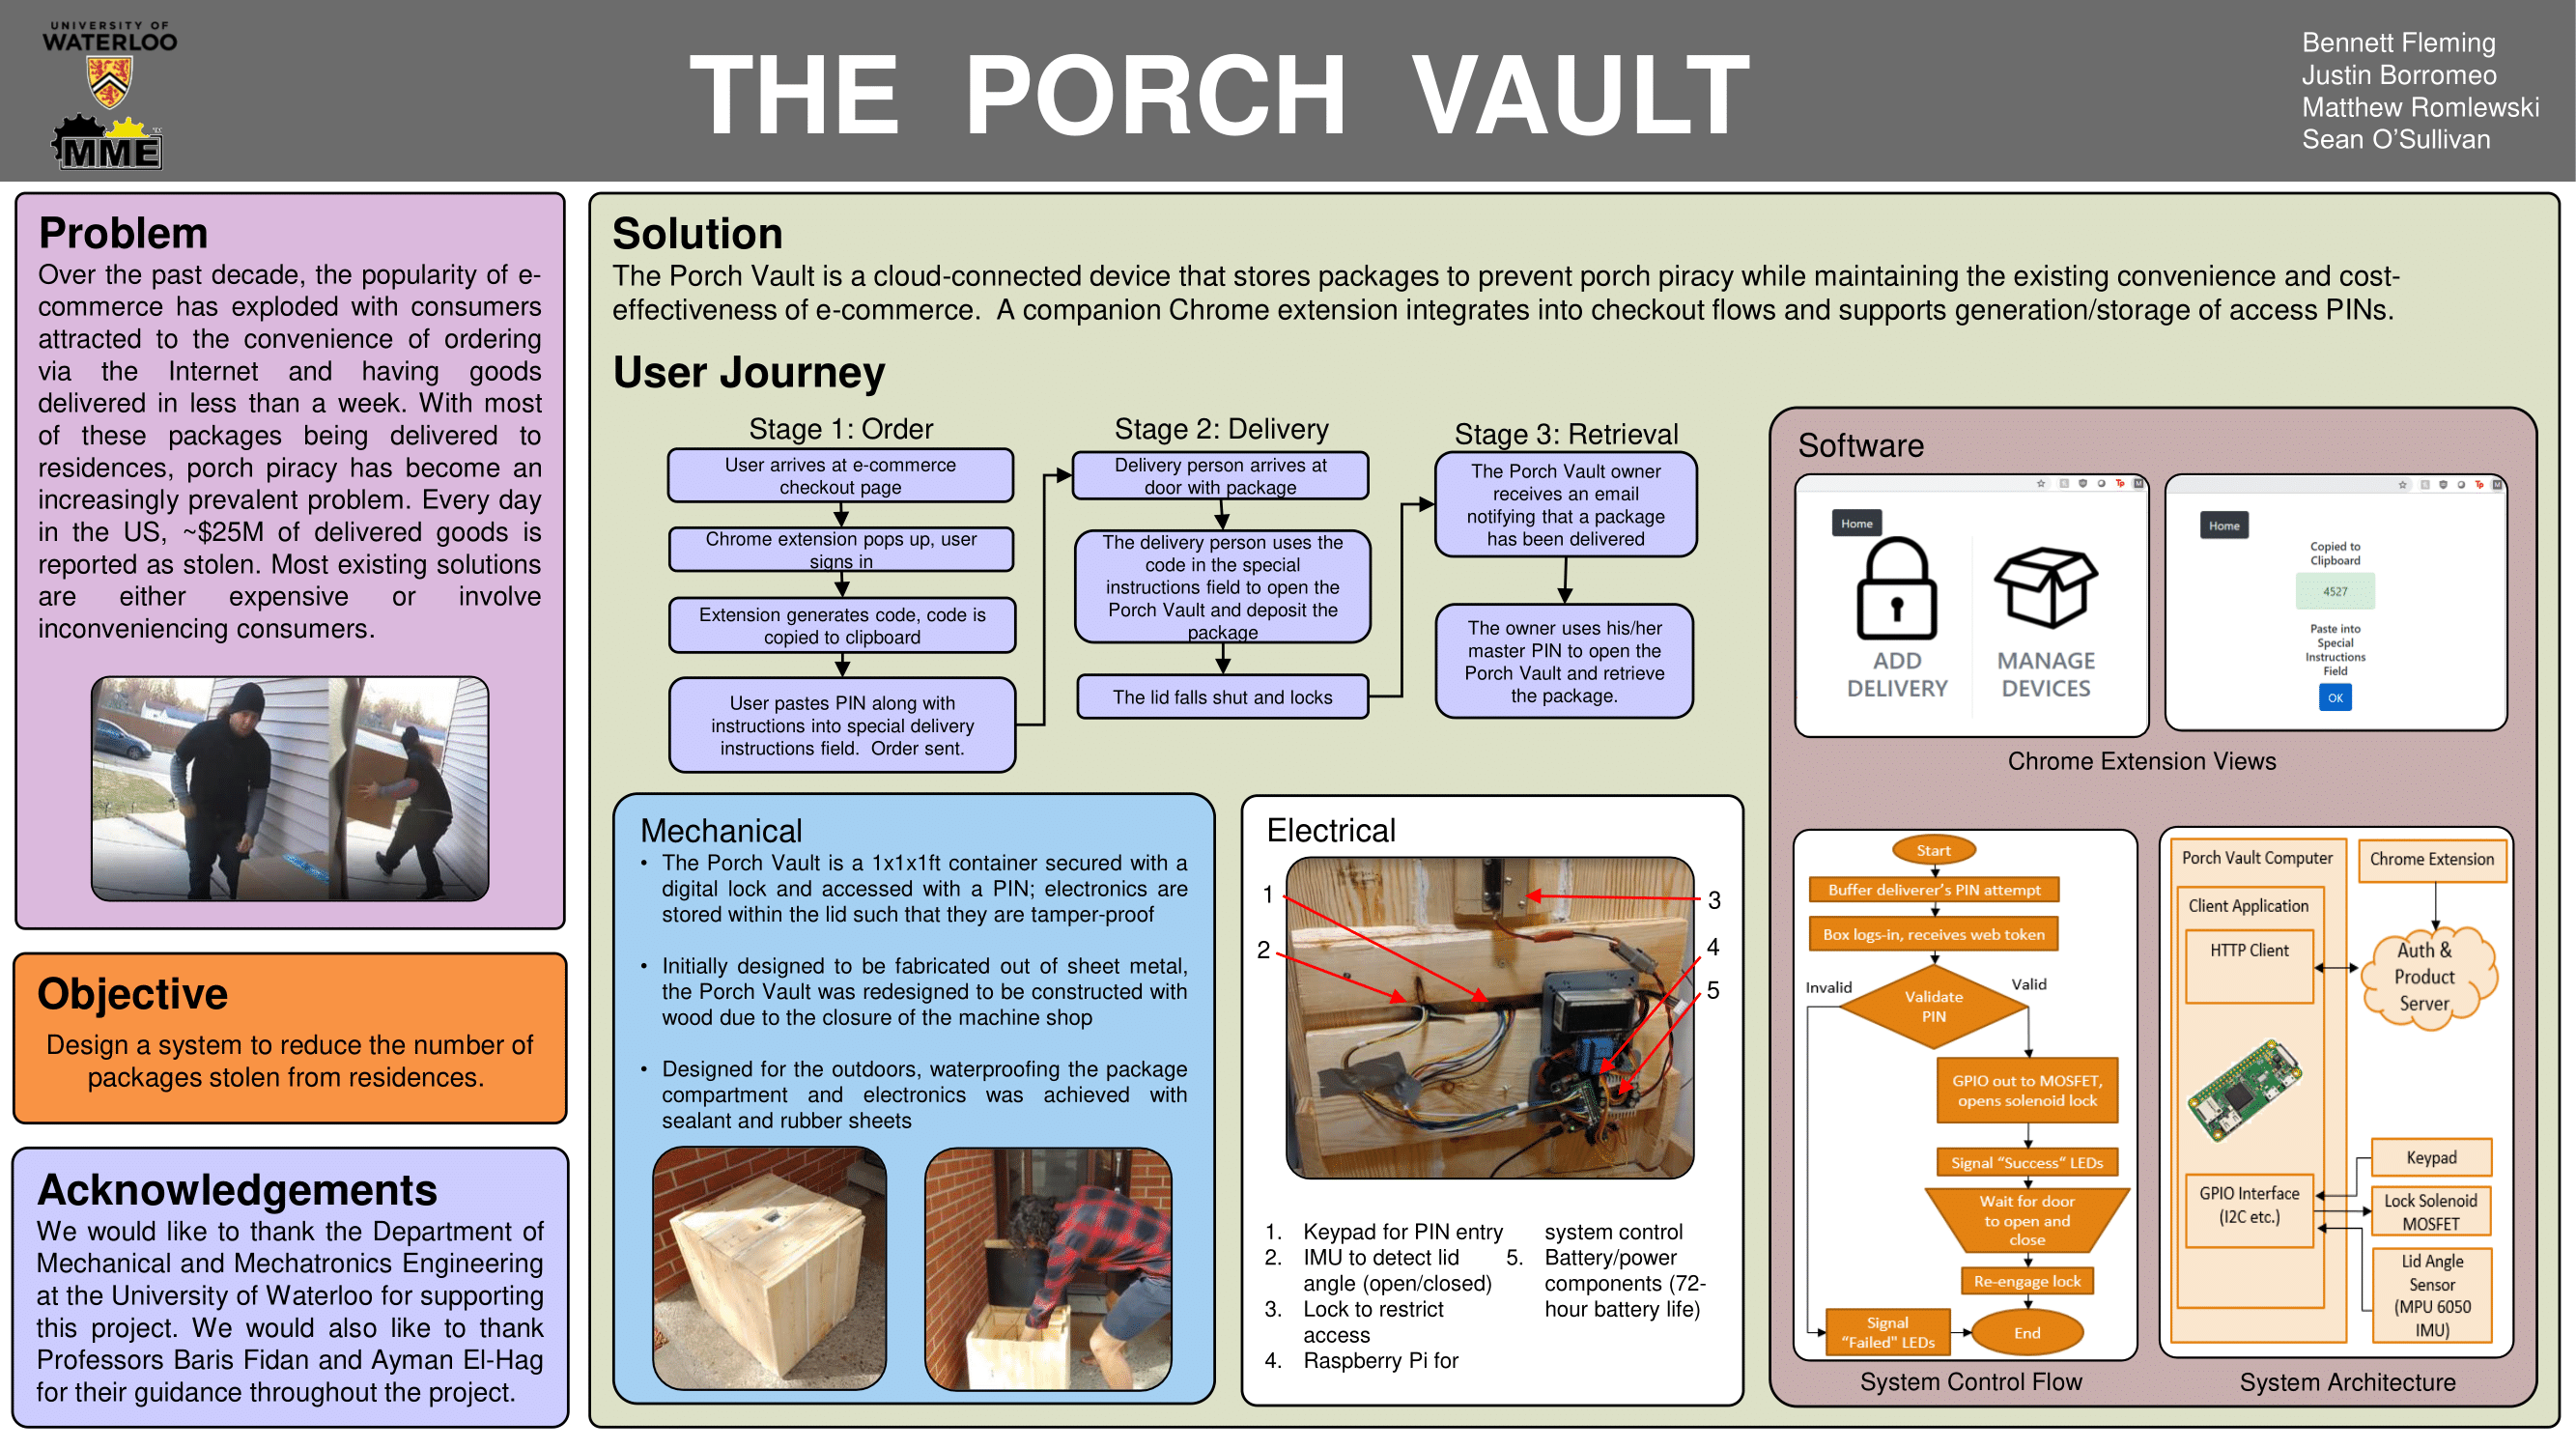 UNIVERSITY OF
WATERLOO
MME
THE PORCH VAULT
Bennett Fleming
Justin Borromeo
Matthew Romlewski
Sean O'Sullivan
Problem
Over the past decade, the popularity of e-
commerce has exploded with consumers
attracted to the convenience of ordering
via the Internet and having goods
delivered in less than a week. With most
of these packages being delivered to
residences, porch piracy has become an
increasingly prevalent problem. Every day
in the US, ~$25M of delivered goods is
reported as stolen. Most existing solutions
are either expensive or involve
inconveniencing consumers.
Objective
Design a system to reduce the number of
packages stolen from residences.
Acknowledgements
We would like to thank the Department of
Mechanical and Mechatronics Engineering
at the University of Waterloo for supporting
this project. We would also like to thank
Professors Baris Fidan and Ayman El-Hag
for their guidance throughout the project.
Solution
The Porch Vault is a cloud-connected device that stores packages to prevent porch piracy while maintaining the existing convenience and cost-
effectiveness of e-commerce. A companion Chrome extension integrates into checkout flows and supports generation/storage of access PINs.
User Journey
Stage 1: Order
User arrives at e-commerce
checkout page
Chrome extension pops up, user
signs in
Extension generates code, code is
copied to clipboard
User pastes PIN along with
instructions into special delivery
instructions field. Order sent.
Stage 2: Delivery
Delivery person arrives at
door with package
The delivery person uses the
code in the special
instructions field to open the
Porch Vault and deposit the
package
The lid falls shut and locks
Stage 3: Retrieval
The Porch Vault owner
receives an email
notifying that a package
has been delivered
The owner uses his/her
master PIN to open the
Porch Vault and retrieve
the package.
Mechanical
• The Porch Vault is a 1x1x1ft container secured with a
digital lock and accessed with a PIN; electronics are
stored within the lid such that they are tamper-proof
• Initially designed to be fabricated out of sheet metal,
the Porch Vault was redesigned to be constructed with
wood due to the closure of the machine shop
• Designed for the outdoors, waterproofing the package
compartment and electronics was achieved with
sealant and rubber sheets
Electrical
1
2
3
4
5
1. Keypad for PIN entry
2. IMU to detect lid
angle (open/closed)
3. Lock to restrict
access
4. Raspberry Pi for
system control
5. Battery/power
components (72-
hour battery life)
Software
Tp
Home
ADD
DELIVERY
MANAGE
DEVICES
Tp
Home
Copied to
Clipboard
4527
Paste into
Special
Instructions
Field
OK
Chrome Extension Views
Start
Buffer deliverer's PIN attempt
Box logs-in, receives web token
Invalid
Validate
PIN
Valid
GPIO out to MOSFET,
opens solenoid lock
Signal “Success“ LEDs
Wait for door
to open and
close
Re-engage lock
Signal
“Failed" LEDs
End
System Control Flow
Porch Vault Computer
Client Application
HTTP Client
GPIO Interface
(I2C etc.)
Chrome Extension
Auth &
Product
Server
Keypad
Lock Solenoid
MOSFET
Lid Angle
Sensor
(MPU 6050
IMU)
System Architecture